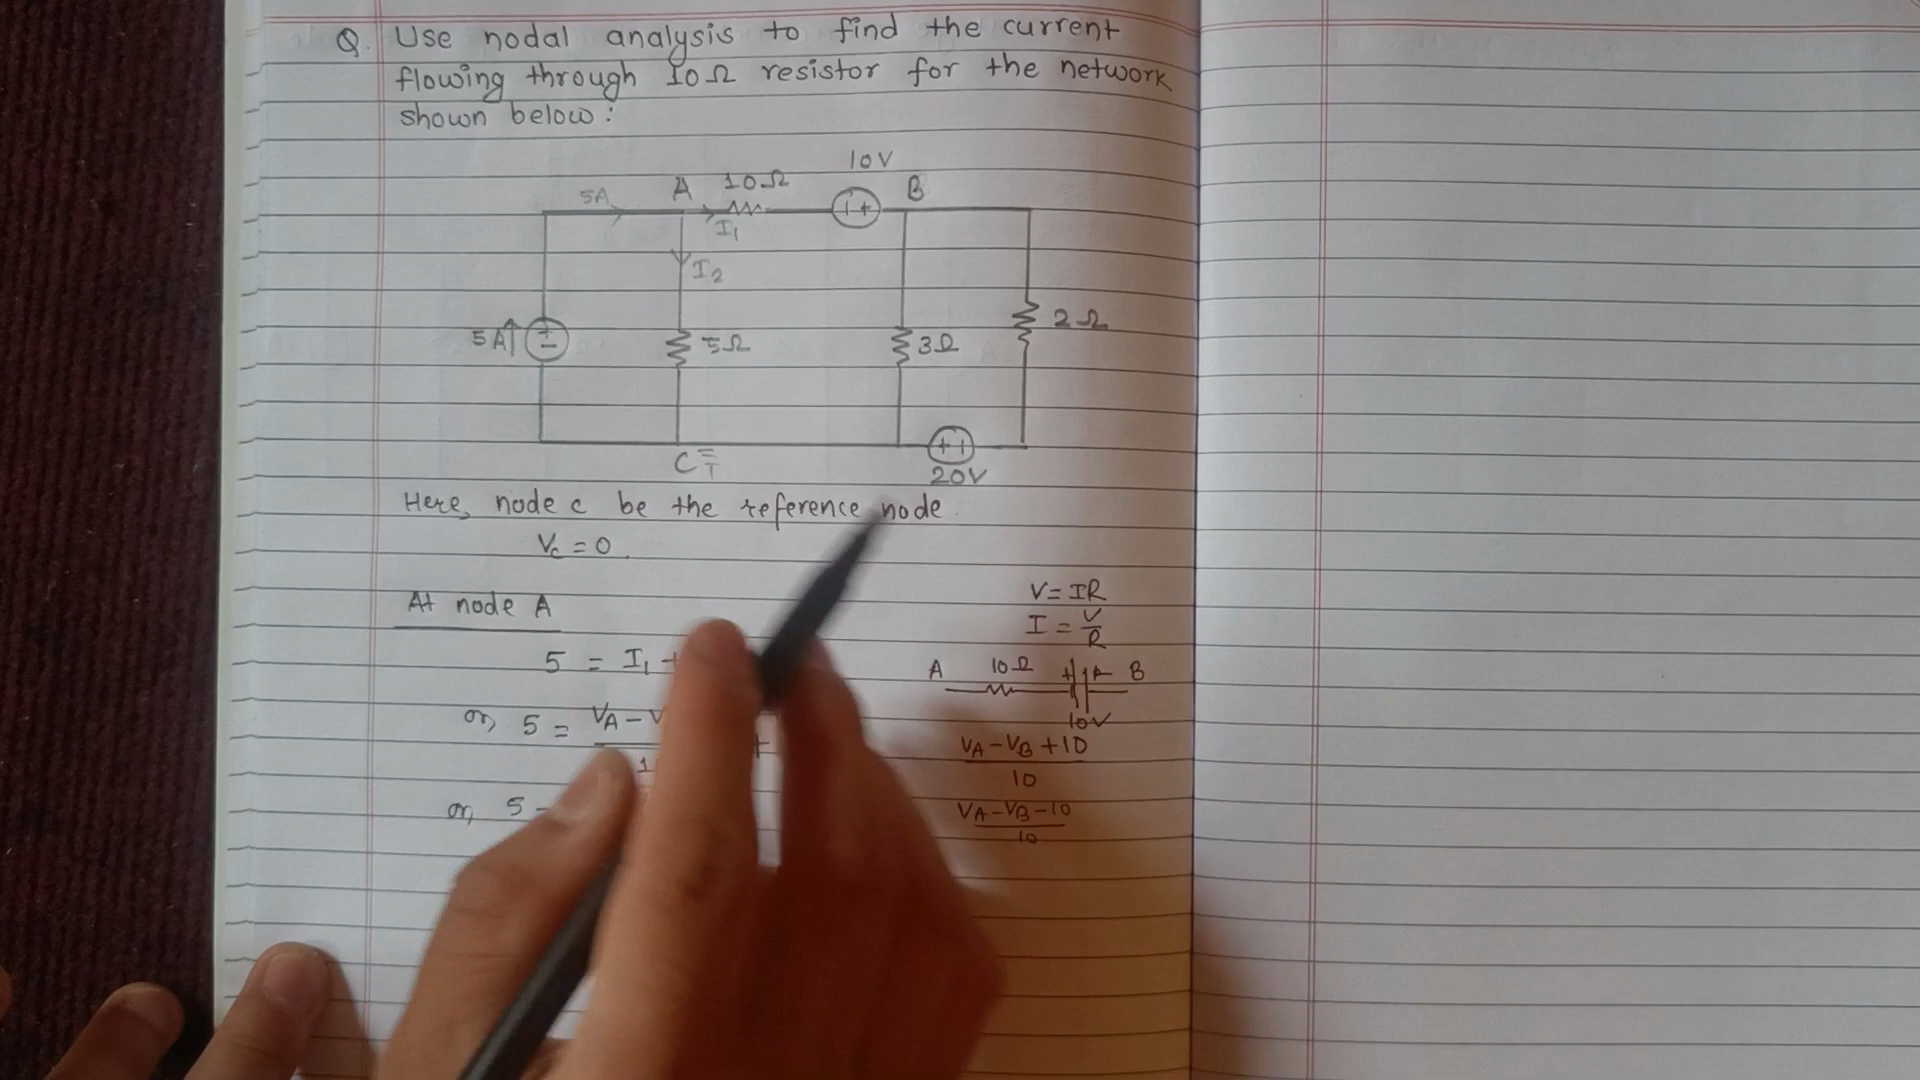 Q. Use nodal analysis to find the current
flowing through 10Ω resistor for the network
shown below:
10V
5A A 10Ω B
I₁
I₂
5A 5Ω 3Ω 2Ω
C 20V
Here, node c be the reference node.
Vc = 0.
At node A
5 = I₁ +
or, 5 = VA - V
1
+
or, 5 -
V = IR
I = V/R
A 10Ω B
10V
VA - VB + 10
10
VA - VB - 10
10